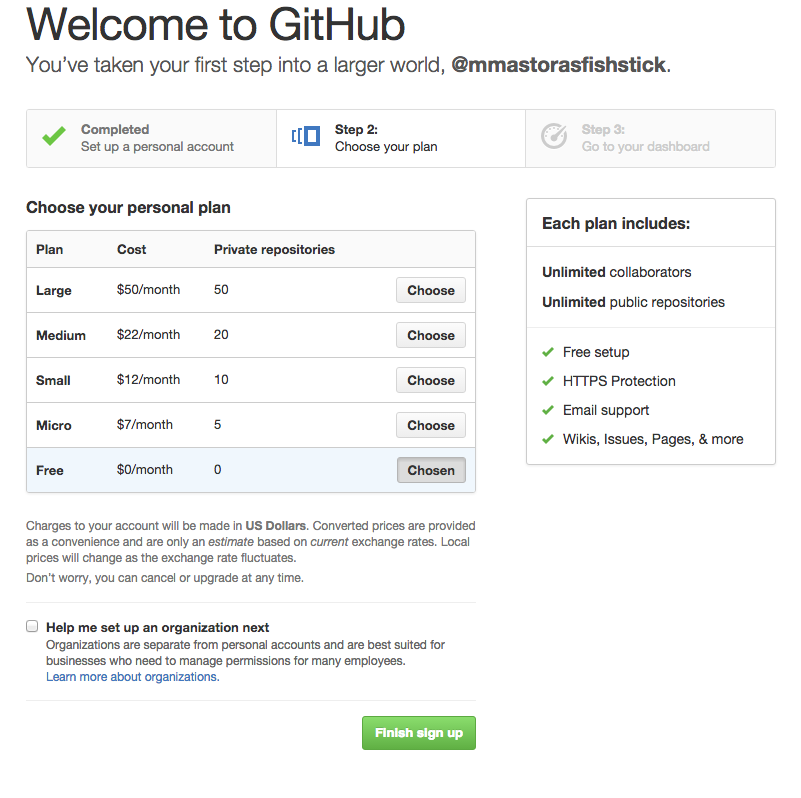 Welcome to GitHub
You’ve taken your first step into a larger world, @mmastorasfishstick.
Completed
Set up a personal account
Step 2:
Choose your plan
Step 3:
Go to your dashboard
Choose your personal plan
Plan Cost Private repositories
Large $50/month 50 Choose
Medium $22/month 20 Choose
Small $12/month 10 Choose
Micro $7/month 5 Choose
Free $0/month 0 Chosen
Charges to your account will be made in US Dollars. Converted prices are provided
as a convenience and are only an estimate based on current exchange rates. Local
prices will change as the exchange rate fluctuates.
Don’t worry, you can cancel or upgrade at any time.
Help me set up an organization next
Organizations are separate from personal accounts and are best suited for
businesses who need to manage permissions for many employees.
Learn more about organizations.
Finish sign up
Each plan includes:
Unlimited collaborators
Unlimited public repositories
Free setup
HTTPS Protection
Email support
Wikis, Issues, Pages, & more